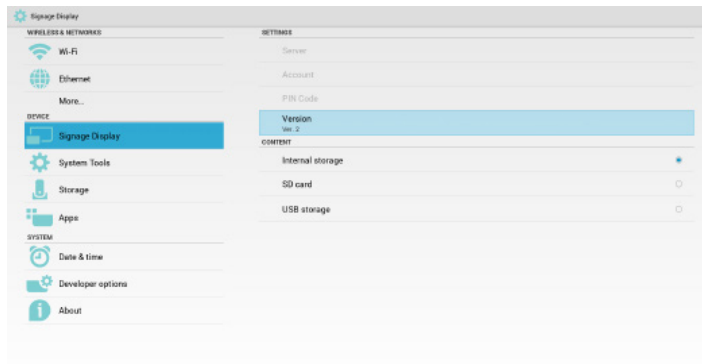 Signage Display
WIRELESS & NETWORKS
Wi-Fi
Ethernet
More...
DEVICE
Signage Display
System Tools
Storage
Apps
SYSTEM
Date & time
Developer options
About
SETTINGS
Server
Account
PIN Code
Version
Ver. 2
CONTENT
Internal storage
SD card
USB storage